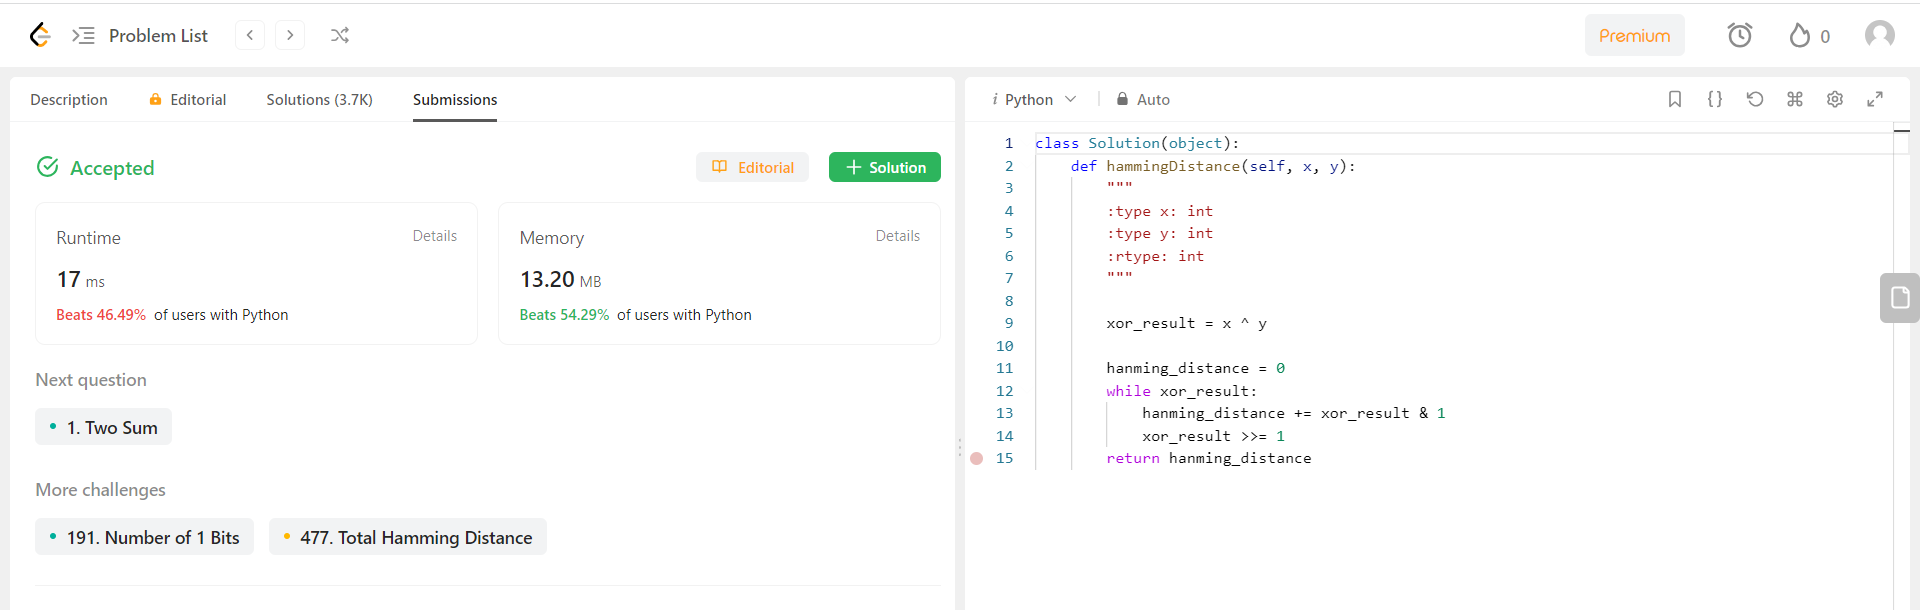 Problem List
Premium
0
Description Editorial Solutions (3.7K) Submissions
Accepted
Editorial
Solution
Runtime Details
17 ms
Beats 46.49% of users with Python
Memory Details
13.20 MB
Beats 54.29% of users with Python
Next question
1. Two Sum
More challenges
191. Number of 1 Bits
477. Total Hamming Distance
i Python Auto
1 class Solution(object):
2 def hammingDistance(self, x, y):
3 """
4 :type x: int
5 :type y: int
6 :rtype: int
7 """
8
9 xor_result = x ^ y
10
11 hanming_distance = 0
12 while xor_result:
13 hanming_distance += xor_result & 1
14 xor_result >>= 1
15 return hanming_distance